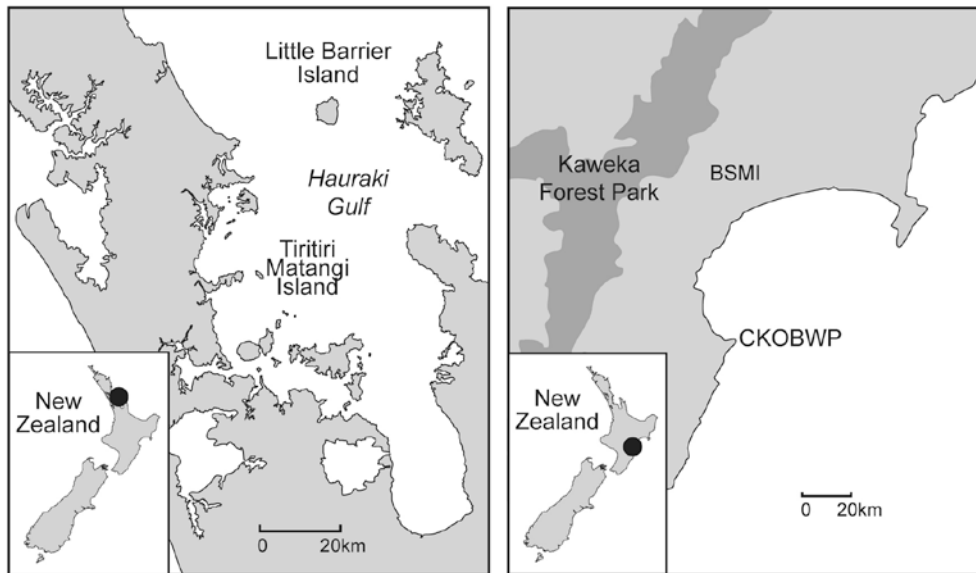 Little Barrier
Island
Hauraki
Gulf
Tiritiri
Matangi
Island
New
Zealand
0 20km
Kaweka
Forest Park
BSMI
CKOBWP
New
Zealand
0 20km